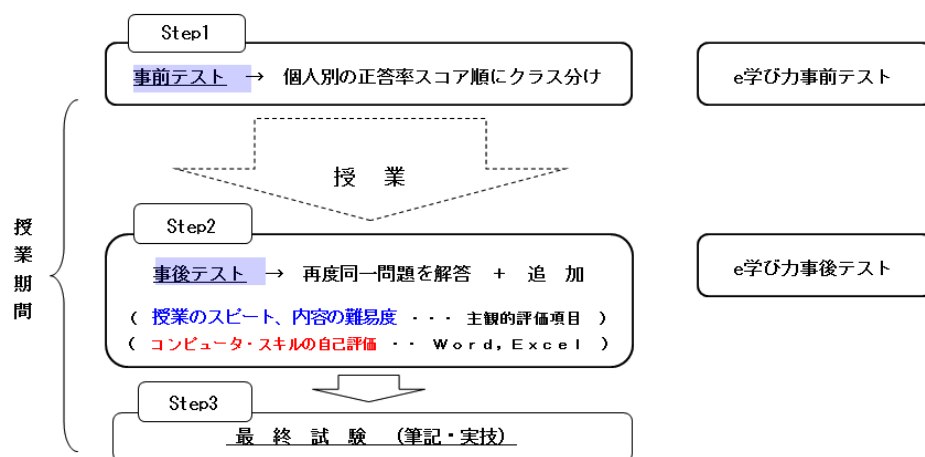 Step1
事前テスト → 個人別の正答率スコア順にクラス分け
e学び力事前テスト
授 業
授業期間
Step2
事後テスト → 再度同一問題を解答 + 追 加
e学び力事後テスト
( 授業のスピート、内容の難易度 ・・・ 主観的評価項目 )
( コンピュータ・スキルの自己評価 ・・ Word, Excel )
Step3
最 終 試 験 (筆記・実技)